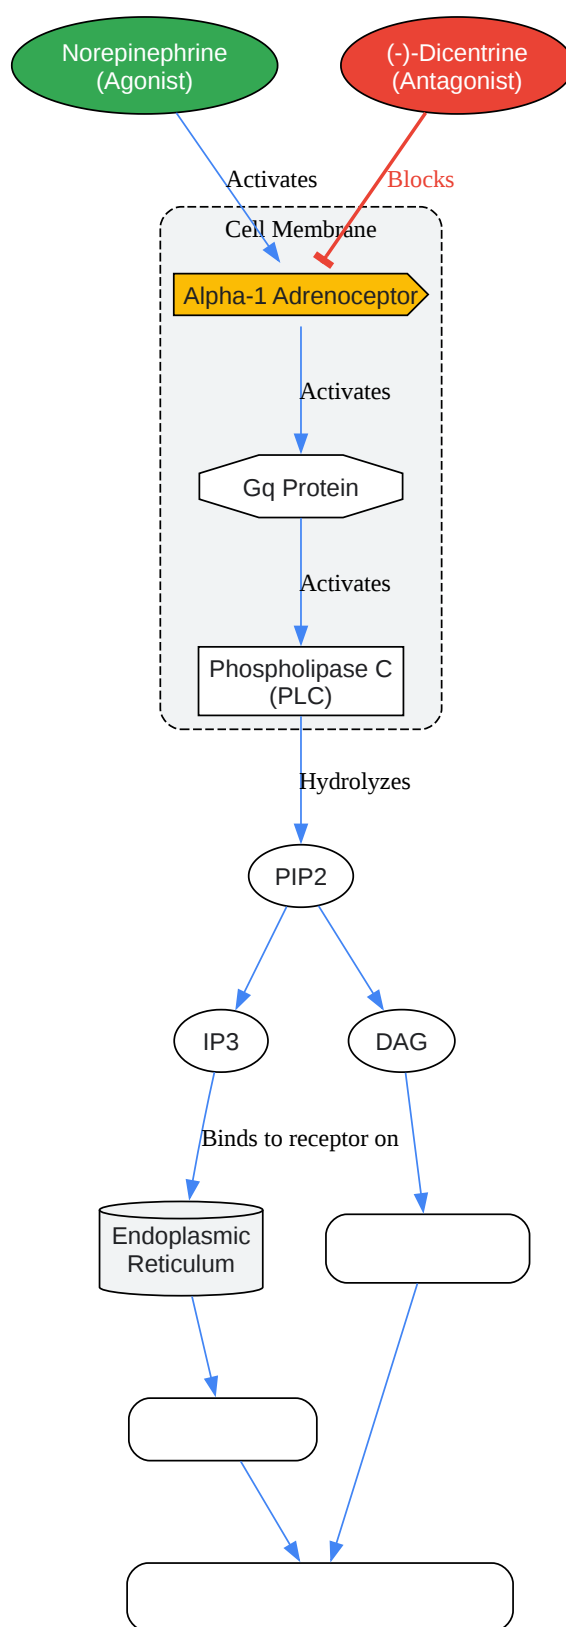 Norepinephrine
(Agonist)
(-)-Dicentrine
(Antagonist)
Activates
Blocks
Cell Membrane
Alpha-1 Adrenoceptor
Activates
Gq Protein
Activates
Phospholipase C
(PLC)
Hydrolyzes
PIP2
IP3
DAG
Binds to receptor on
Endoplasmic
Reticulum